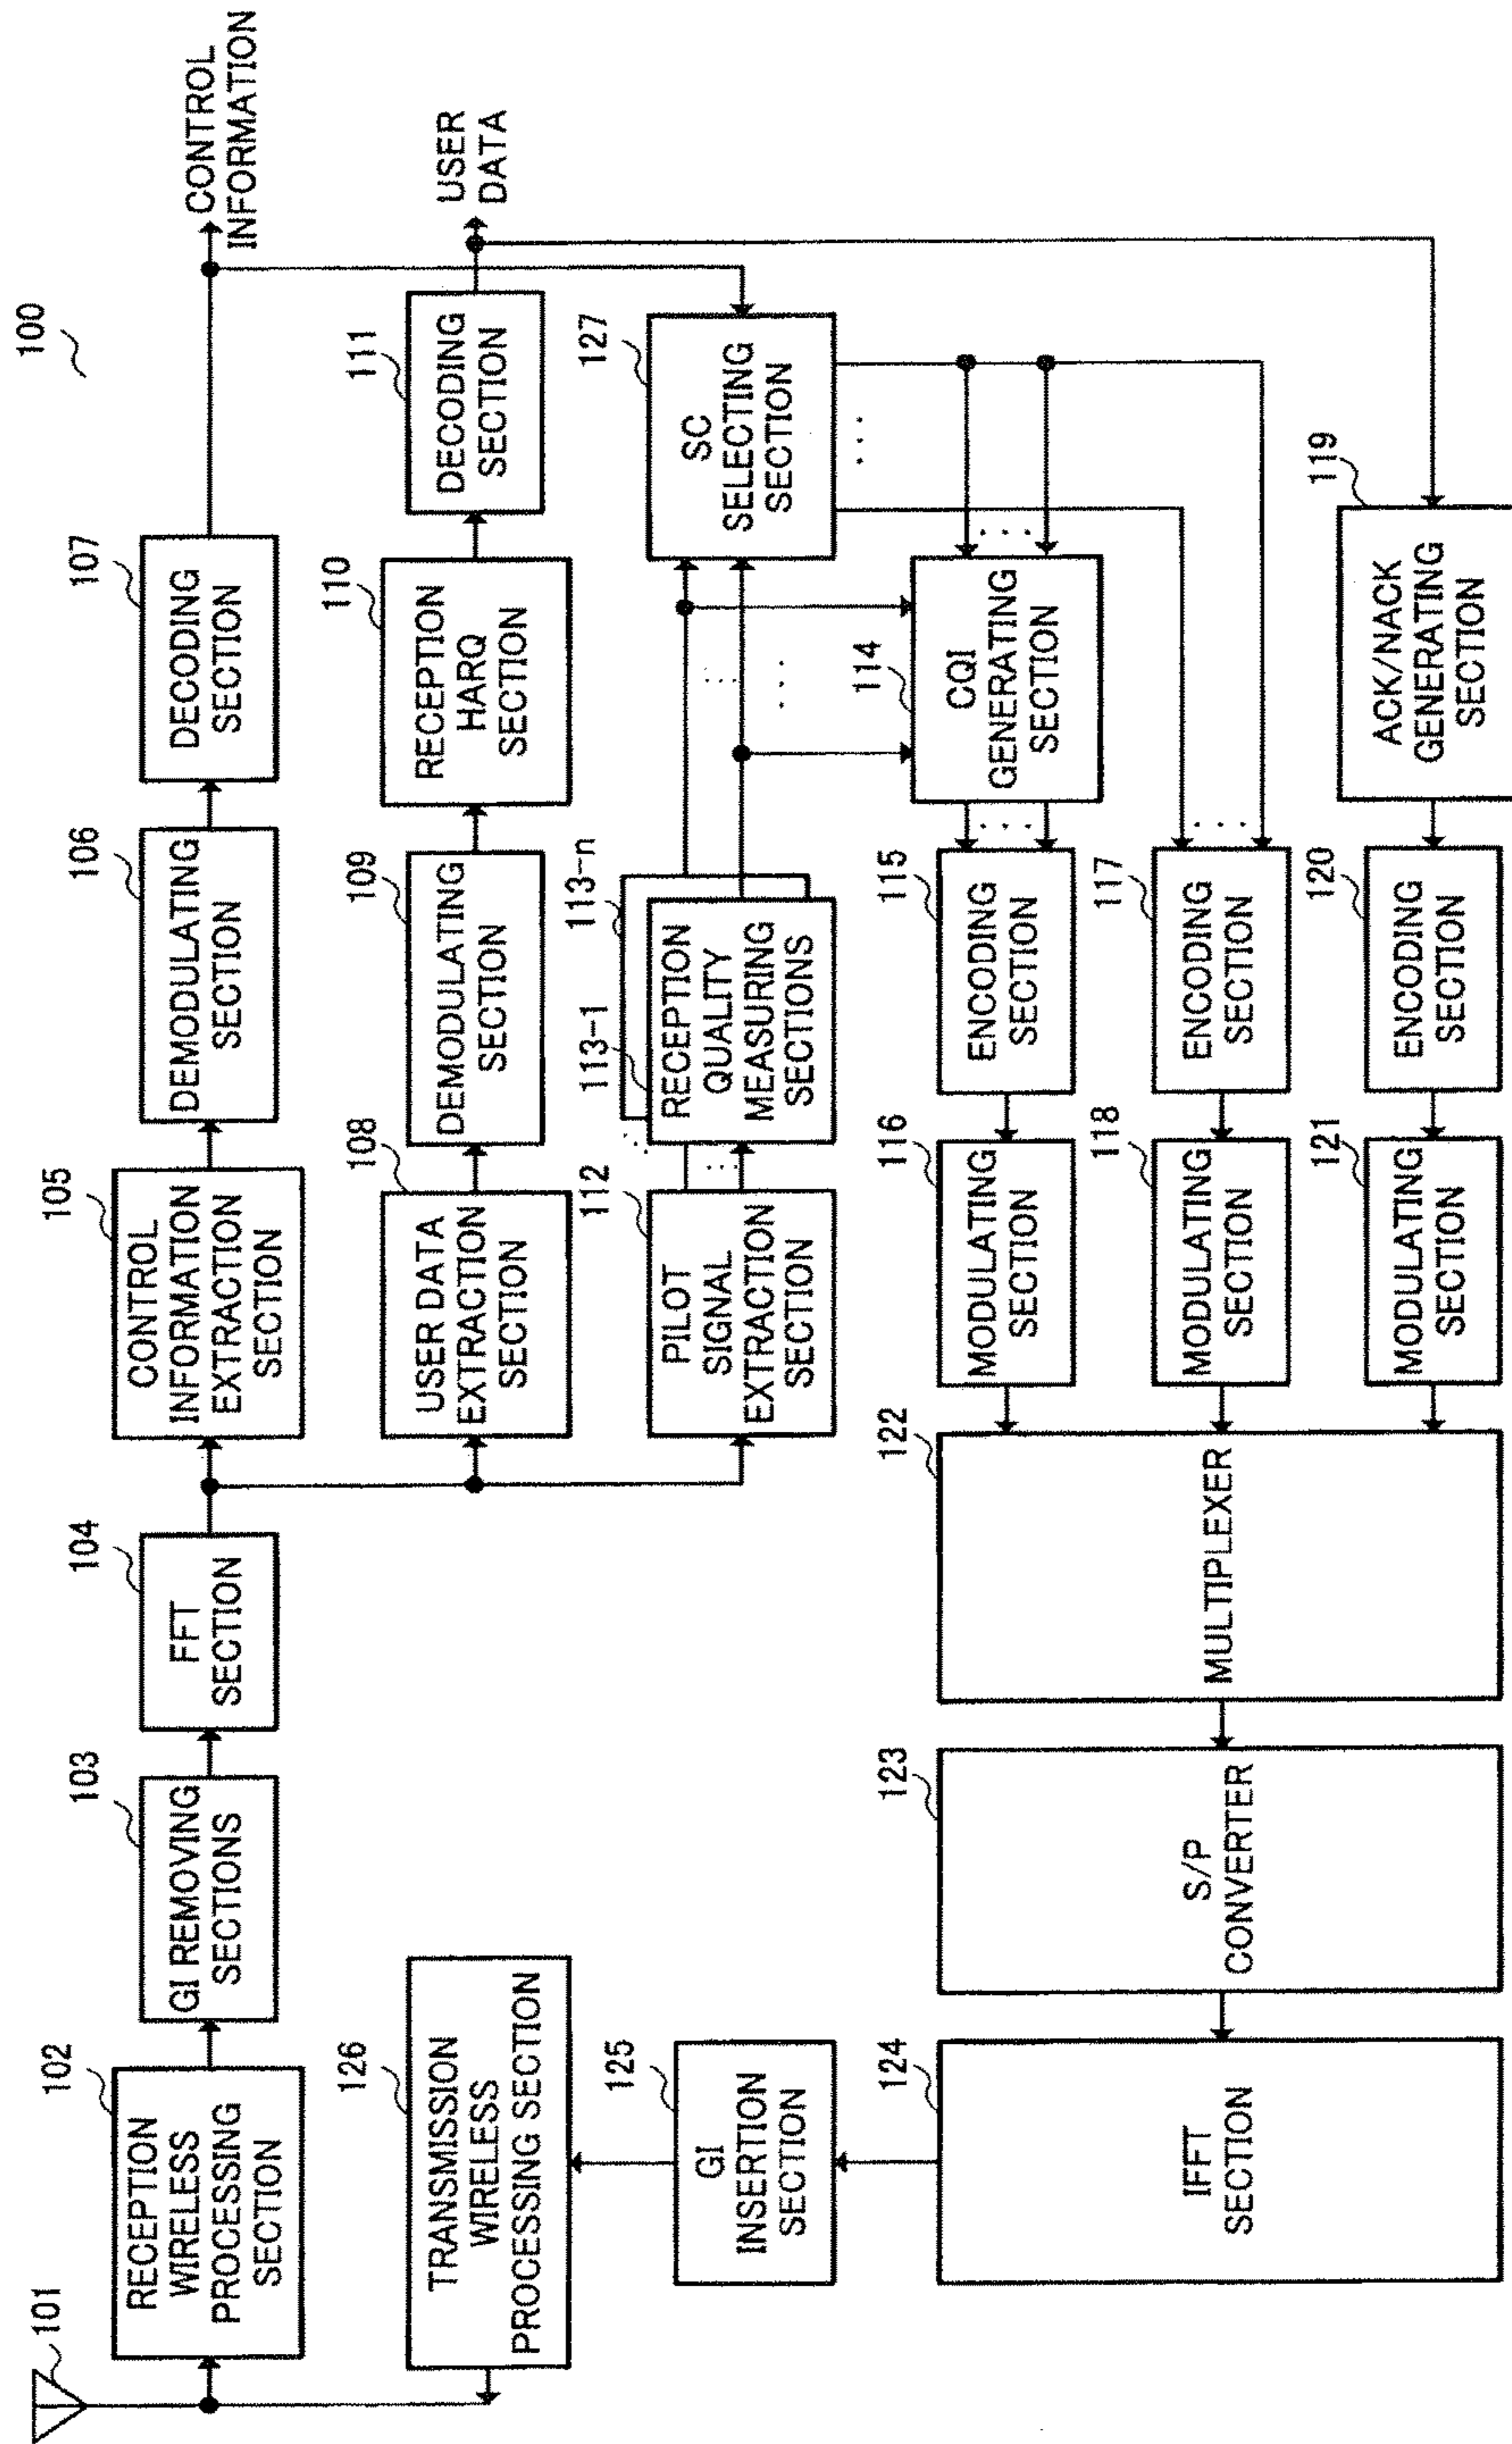 100
101
102
RECEPTION
WIRELESS
PROCESSING
SECTION
103
GI REMOVING
SECTIONS
104
FFT
SECTION
105
CONTROL
INFORMATION
EXTRACTION
SECTION
106
DEMODULATING
SECTION
107
DECODING
SECTION
CONTROL
INFORMATION
108
USER DATA
EXTRACTION
SECTION
109
DEMODULATING
SECTION
110
RECEPTION
HARQ
SECTION
111
DECODING
SECTION
USER
DATA
126
TRANSMISSION
WIRELESS
PROCESSING SECTION
112
PILOT
SIGNAL
EXTRACTION
SECTION
113-n
113-1
RECEPTION
QUALITY
MEASURING
SECTIONS
127
SC
SELECTING
SECTION
125
GI
INSERTION
SECTION
114
CQI
GENERATING
SECTION
124
IFFT
SECTION
123
S/P
CONVERTER
122
MULTIPLEXER
116
MODULATING
SECTION
115
ENCODING
SECTION
118
MODULATING
SECTION
117
ENCODING
SECTION
121
MODULATING
SECTION
120
ENCODING
SECTION
119
ACK/NACK
GENERATING
SECTION